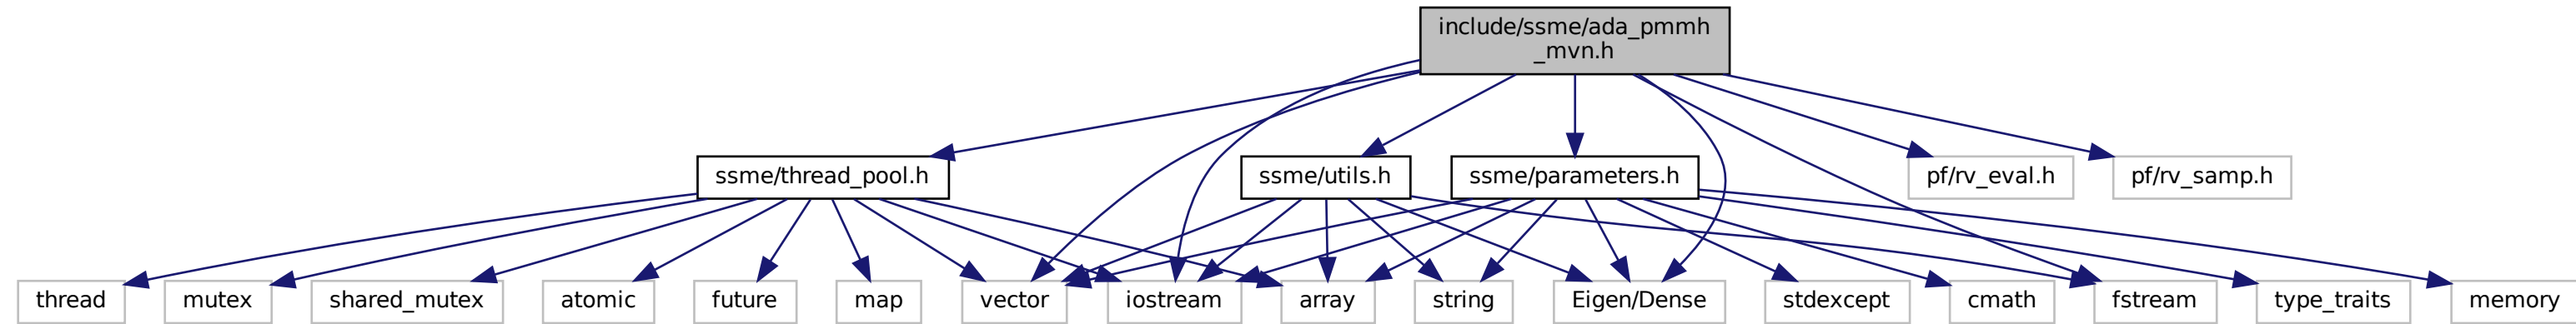 include/ssme/ada_pmmh
_mvn.h
ssme/thread_pool.h
ssme/utils.h
ssme/parameters.h
pf/rv_eval.h
pf/rv_samp.h
thread
mutex
shared_mutex
atomic
future
map
vector
iostream
array
string
Eigen/Dense
stdexcept
cmath
fstream
type_traits
memory